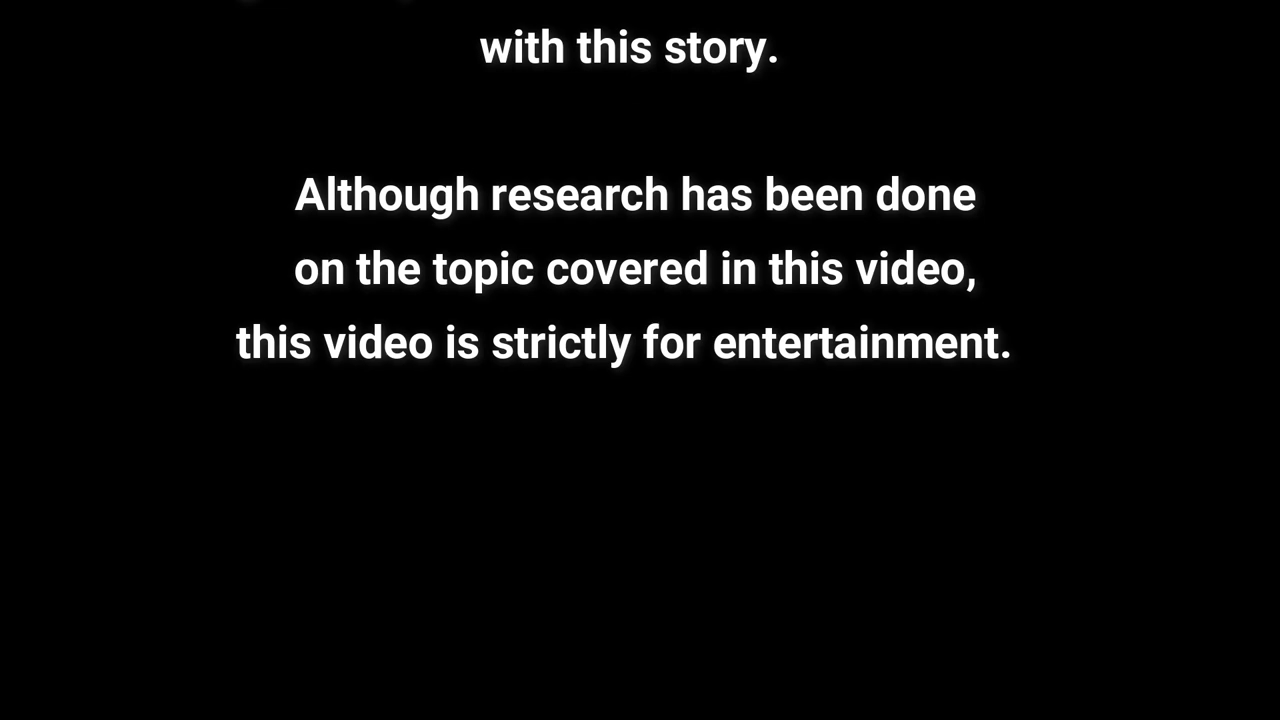 with this story.
Although research has been done
on the topic covered in this video,
this video is strictly for entertainment.